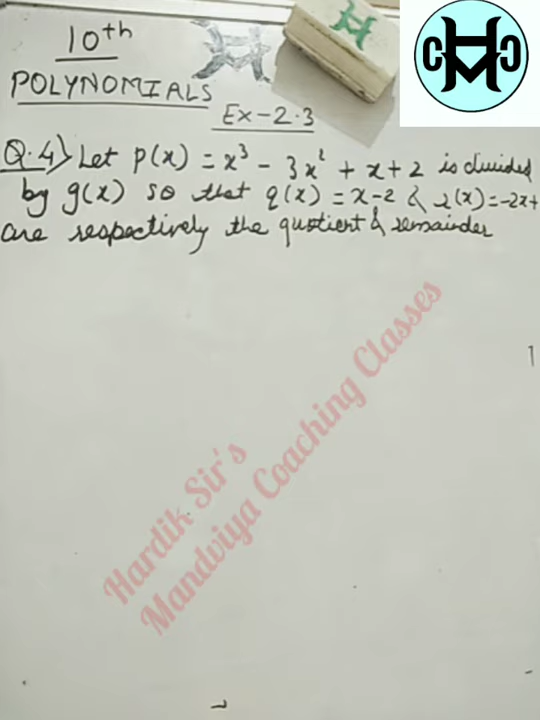 10th
POLYNOMIALS
Ex-2.3
Q.4) Let p(x) = x³ - 3x² + x + 2 is divided
by g(x) so that q(x) = x-2 & r(x) = -2x+
are respectively the quotient & remainder
Hardik Sir's
Mandviya Coaching Classes